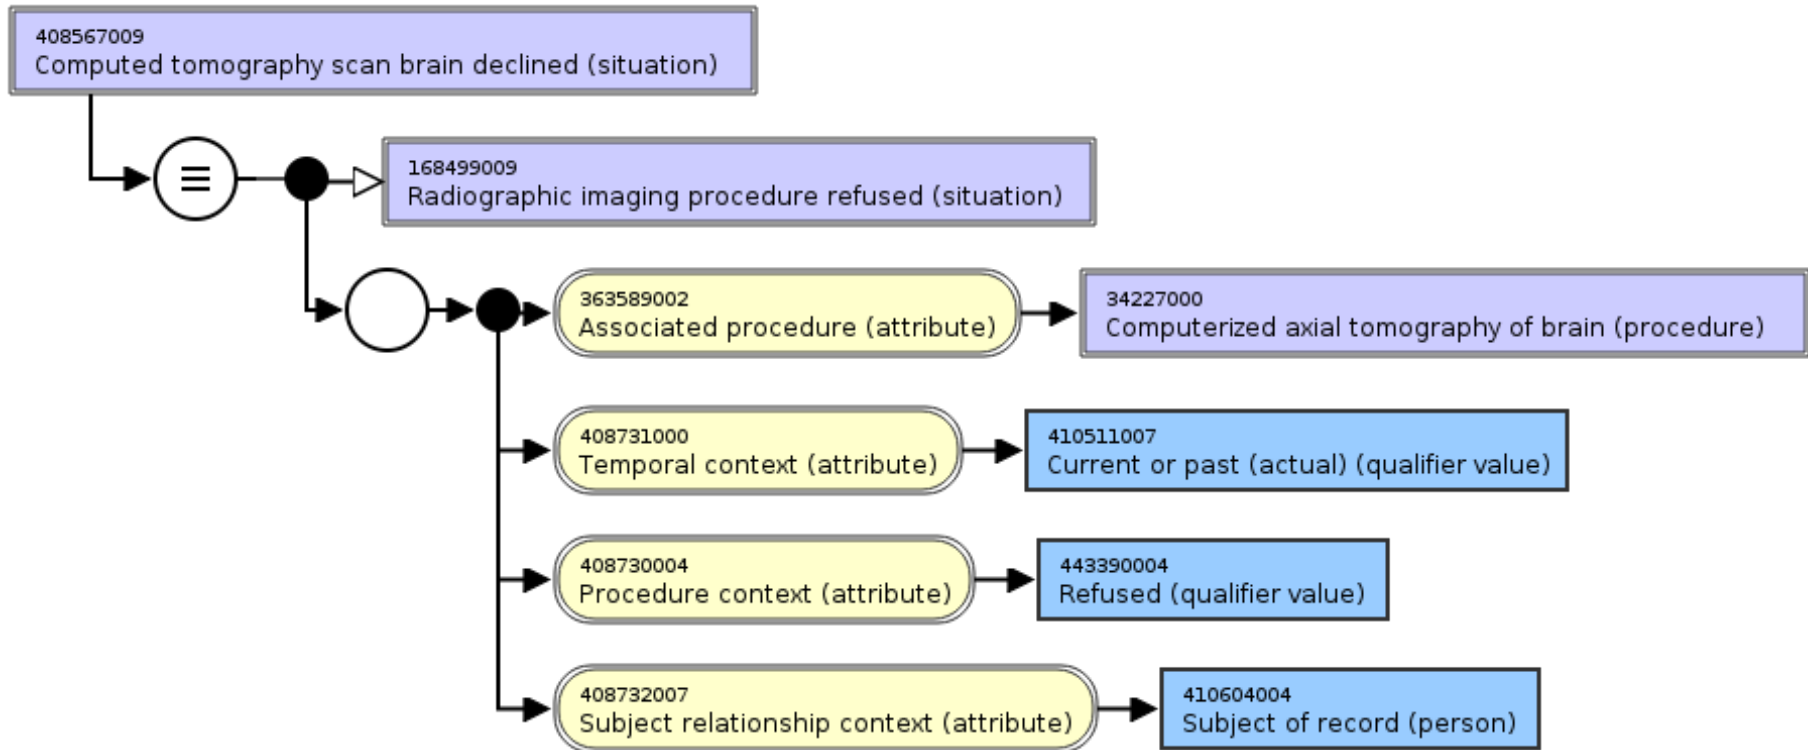 408567009
Computed tomography scan brain declined (situation)
168499009
Radiographic imaging procedure refused (situation)
363589002
Associated procedure (attribute)
34227000
Computerized axial tomography of brain (procedure)
408731000
Temporal context (attribute)
410511007
Current or past (actual) (qualifier value)
408730004
Procedure context (attribute)
443390004
Refused (qualifier value)
408732007
Subject relationship context (attribute)
410604004
Subject of record (person)